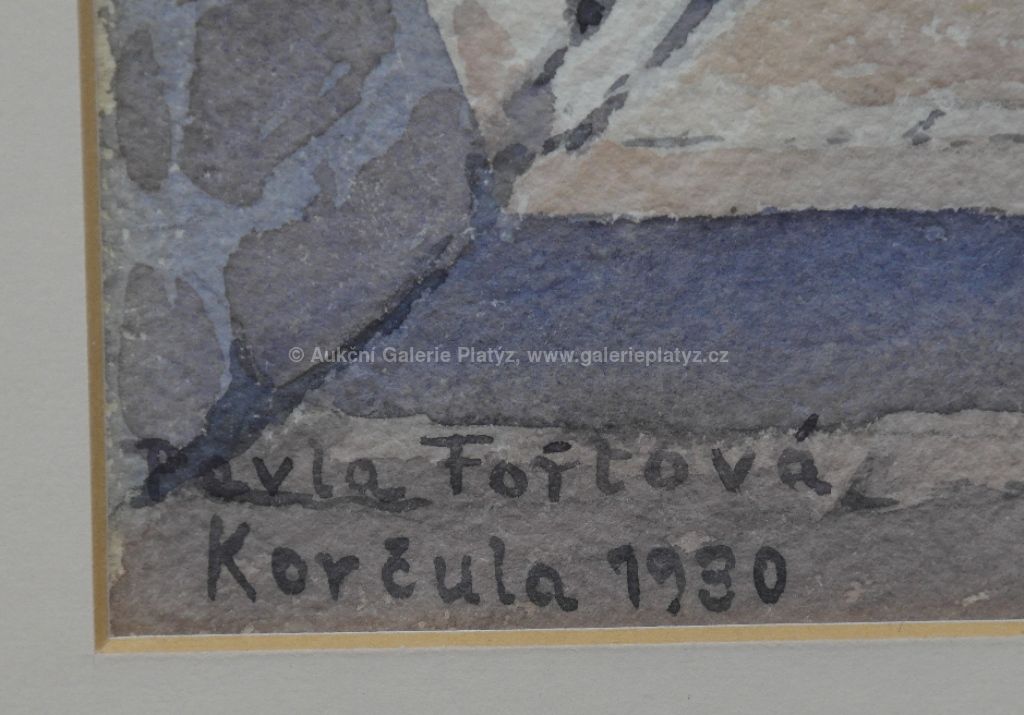 © Aukční Galerie Platýz, www.galerieplatyz.cz
Pavla Fořtová
Korčula 1930